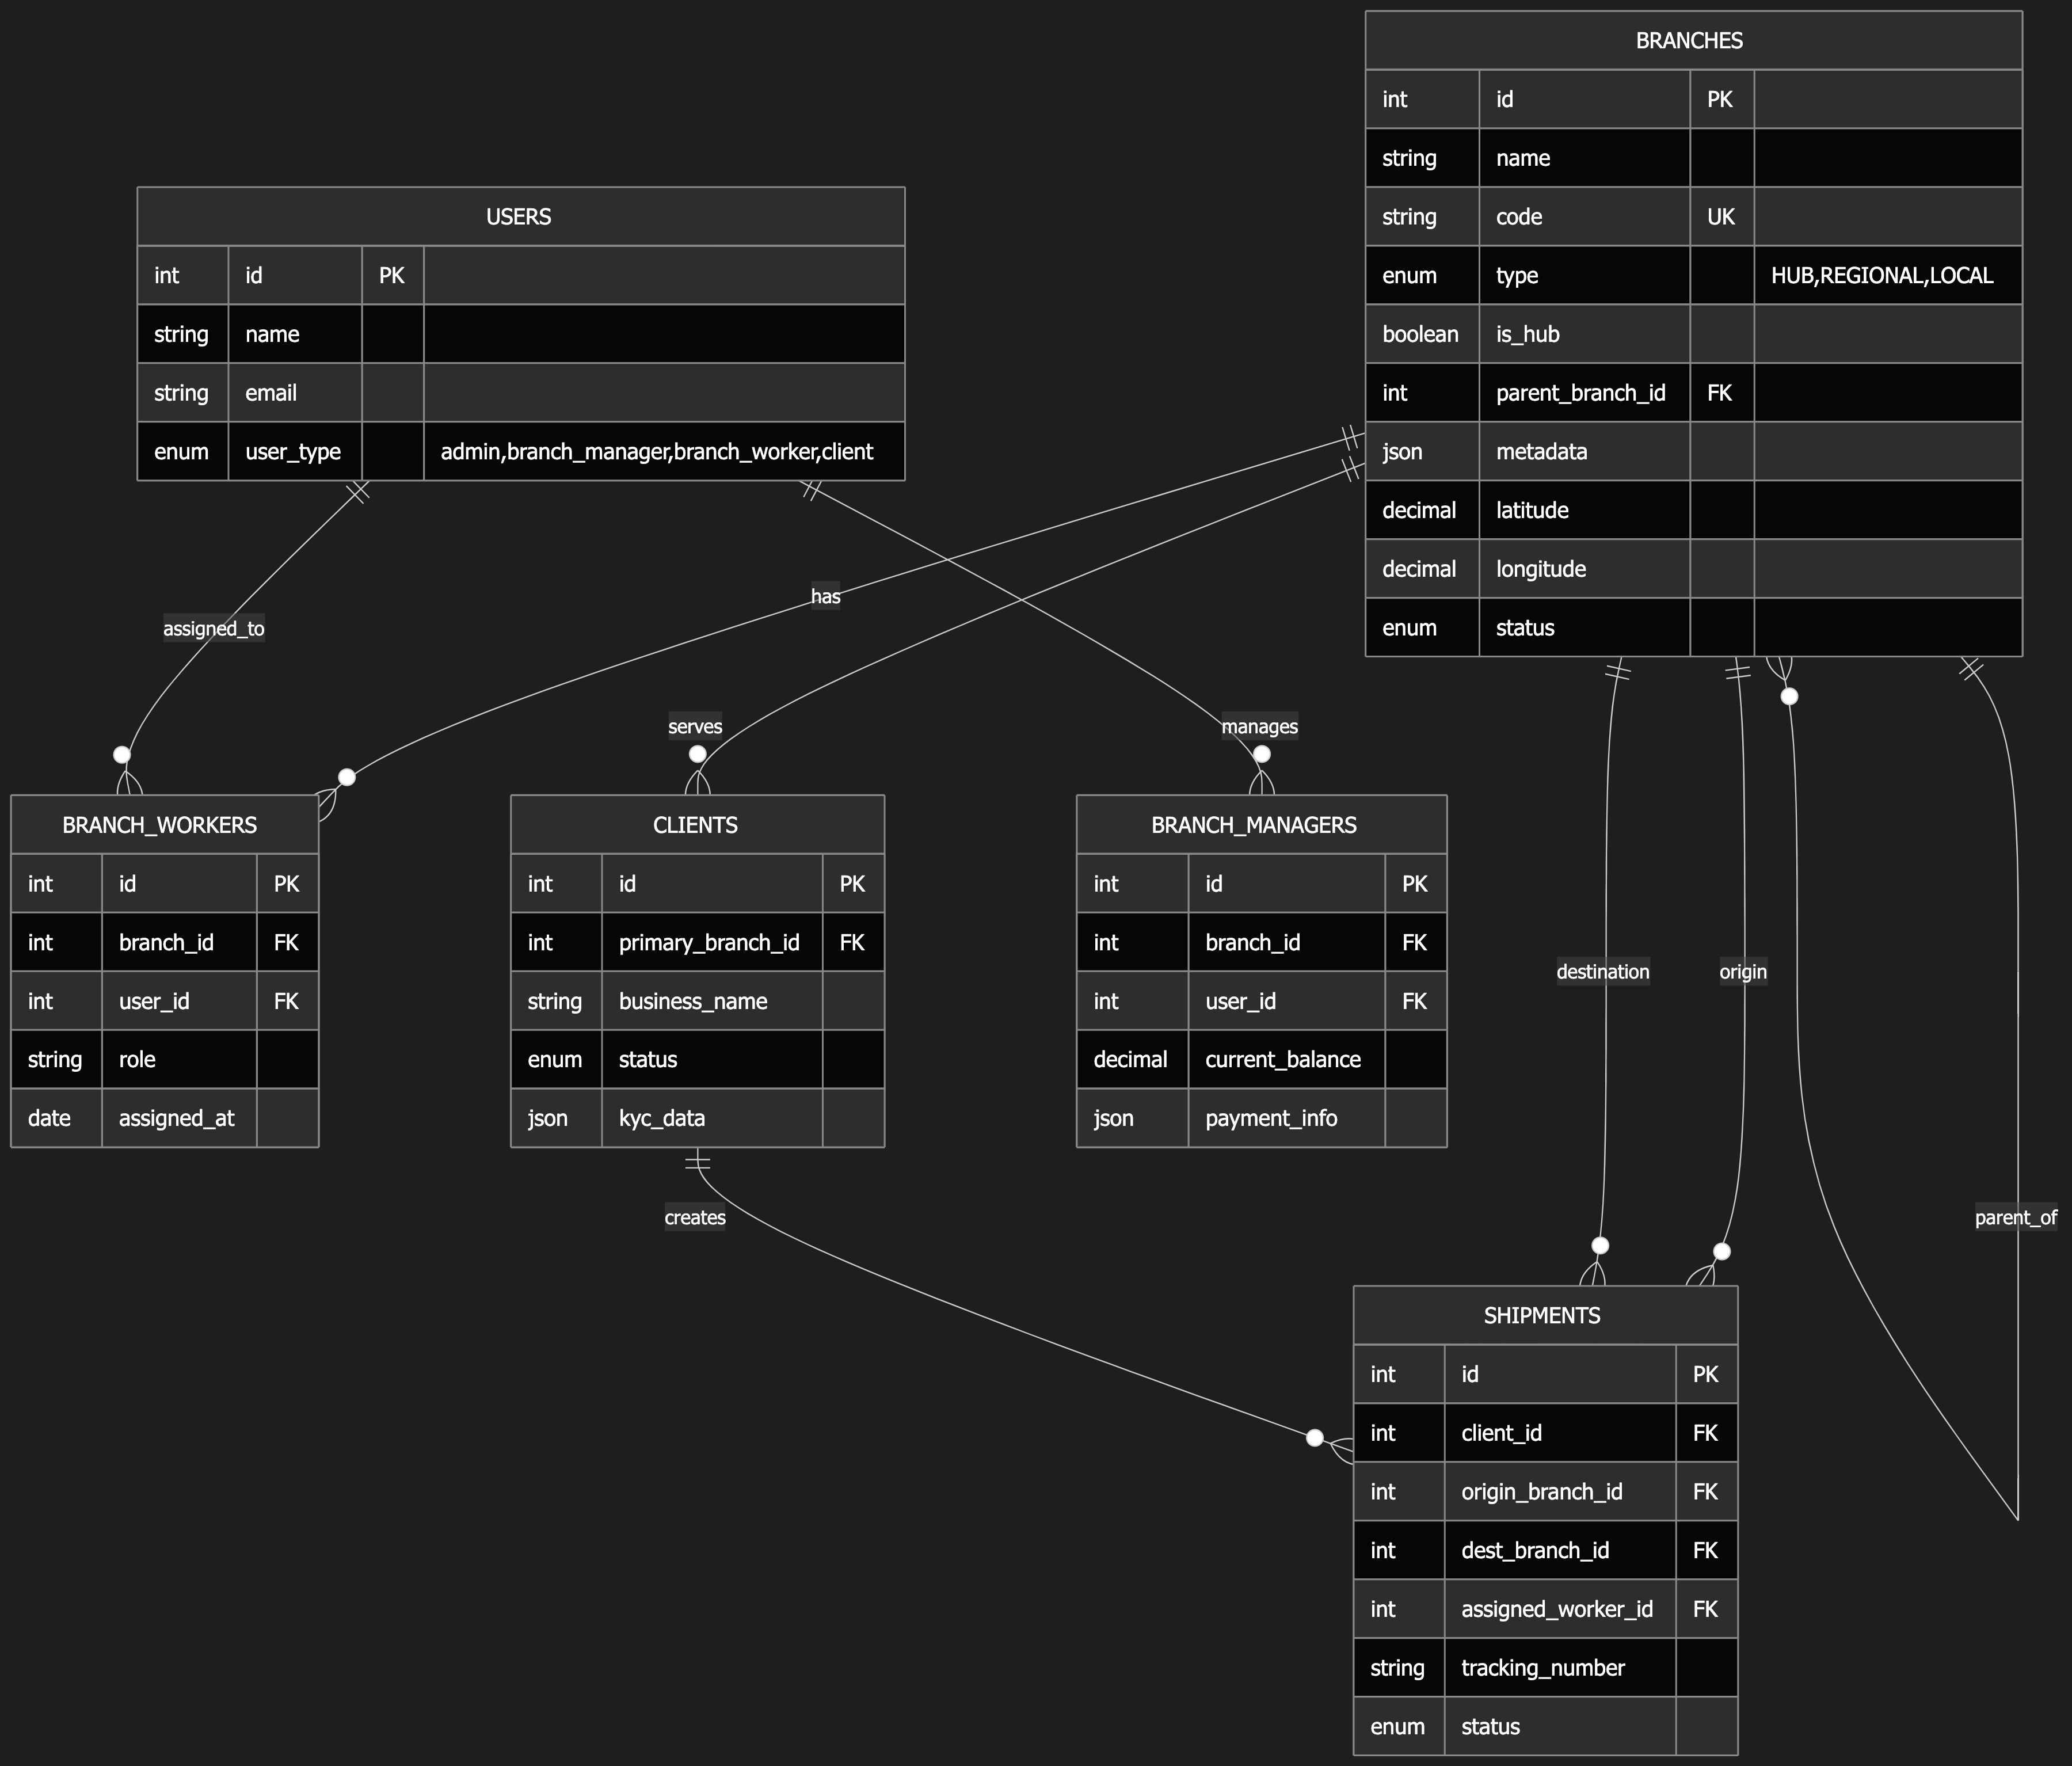 BRANCHES
int id PK
string name
string code UK
enum type HUB,REGIONAL,LOCAL
boolean is_hub
int parent_branch_id FK
json metadata
decimal latitude
decimal longitude
enum status
USERS
int id PK
string name
string email
enum user_type admin,branch_manager,branch_worker,client
has
assigned_to
serves
manages
BRANCH_WORKERS
int id PK
int branch_id FK
int user_id FK
string role
date assigned_at
CLIENTS
int id PK
int primary_branch_id FK
string business_name
enum status
json kyc_data
BRANCH_MANAGERS
int id PK
int branch_id FK
int user_id FK
decimal current_balance
json payment_info
destination
origin
creates
parent_of
SHIPMENTS
int id PK
int client_id FK
int origin_branch_id FK
int dest_branch_id FK
int assigned_worker_id FK
string tracking_number
enum status